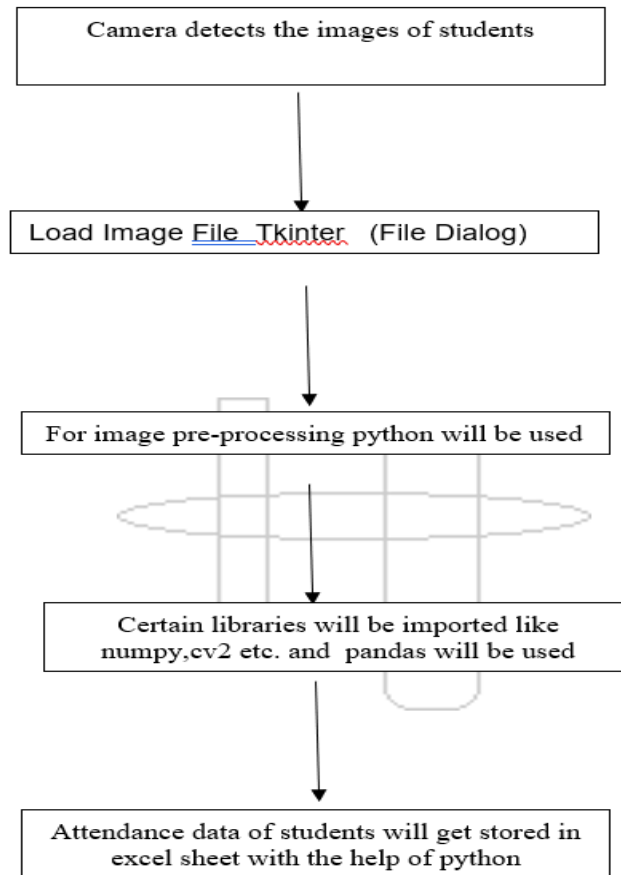 Camera detects the images of students
Load Image File Tkinter (File Dialog)
For image pre-processing python will be used
Certain libraries will be imported like
numpy,cv2 etc. and pandas will be used
Attendance data of students will get stored in
excel sheet with the help of python